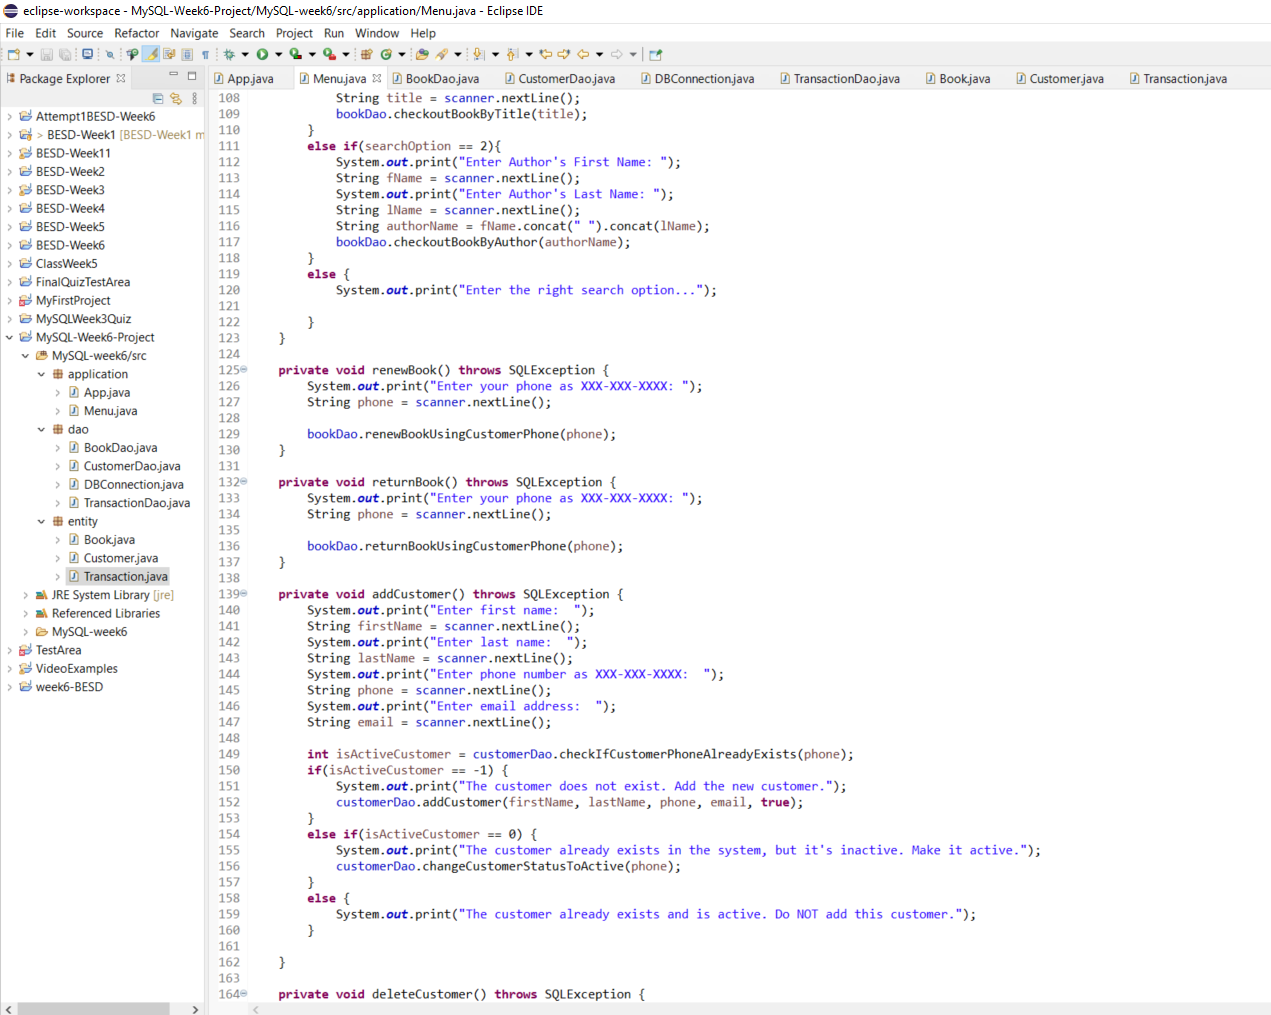 eclipse-workspace - MySQL-Week6-Project/MySQL-week6/src/application/Menu.java - Eclipse IDE
File Edit Source Refactor Navigate Search Project Run Window Help
Package Explorer
App.java Menu.java BookDao.java CustomerDao.java DBConnection.java TransactionDao.java Book.java Customer.java Transaction.java
Attempt1BESD-Week6
> BESD-Week1 [BESD-Week1 m
BESD-Week11
BESD-Week2
BESD-Week3
BESD-Week4
BESD-Week5
BESD-Week6
ClassWeek5
FinalQuizTestArea
MyFirstProject
MySQLWeek3Quiz
MySQL-Week6-Project
MySQL-week6/src
application
App.java
Menu.java
dao
BookDao.java
CustomerDao.java
DBConnection.java
TransactionDao.java
entity
Book.java
Customer.java
Transaction.java
JRE System Library [jre]
Referenced Libraries
MySQL-week6
TestArea
VideoExamples
week6-BESD
108 String title = scanner.nextLine();
109 bookDao.checkoutBookByTitle(title);
110 }
111 else if(searchOption == 2){
112 System.out.print("Enter Author's First Name: ");
113 String fName = scanner.nextLine();
114 System.out.print("Enter Author's Last Name: ");
115 String lName = scanner.nextLine();
116 String authorName = fName.concat(" ").concat(lName);
117 bookDao.checkoutBookByAuthor(authorName);
118 }
119 else {
120 System.out.print("Enter the right search option...");
121
122 }
123 }
124
125 private void renewBook() throws SQLException {
126 System.out.print("Enter your phone as XXX-XXX-XXXX: ");
127 String phone = scanner.nextLine();
128
129 bookDao.renewBookUsingCustomerPhone(phone);
130 }
131
132 private void returnBook() throws SQLException {
133 System.out.print("Enter your phone as XXX-XXX-XXXX: ");
134 String phone = scanner.nextLine();
135
136 bookDao.returnBookUsingCustomerPhone(phone);
137 }
138
139 private void addCustomer() throws SQLException {
140 System.out.print("Enter first name:  ");
141 String firstName = scanner.nextLine();
142 System.out.print("Enter last name:  ");
143 String lastName = scanner.nextLine();
144 System.out.print("Enter phone number as XXX-XXX-XXXX:  ");
145 String phone = scanner.nextLine();
146 System.out.print("Enter email address:  ");
147 String email = scanner.nextLine();
148
149 int isActiveCustomer = customerDao.checkIfCustomerPhoneAlreadyExists(phone);
150 if(isActiveCustomer == -1) {
151 System.out.print("The customer does not exist. Add the new customer.");
152 customerDao.addCustomer(firstName, lastName, phone, email, true);
153 }
154 else if(isActiveCustomer == 0) {
155 System.out.print("The customer already exists in the system, but it's inactive. Make it active.");
156 customerDao.changeCustomerStatusToActive(phone);
157 }
158 else {
159 System.out.print("The customer already exists and is active. Do NOT add this customer.");
160 }
161
162 }
163
164 private void deleteCustomer() throws SQLException {